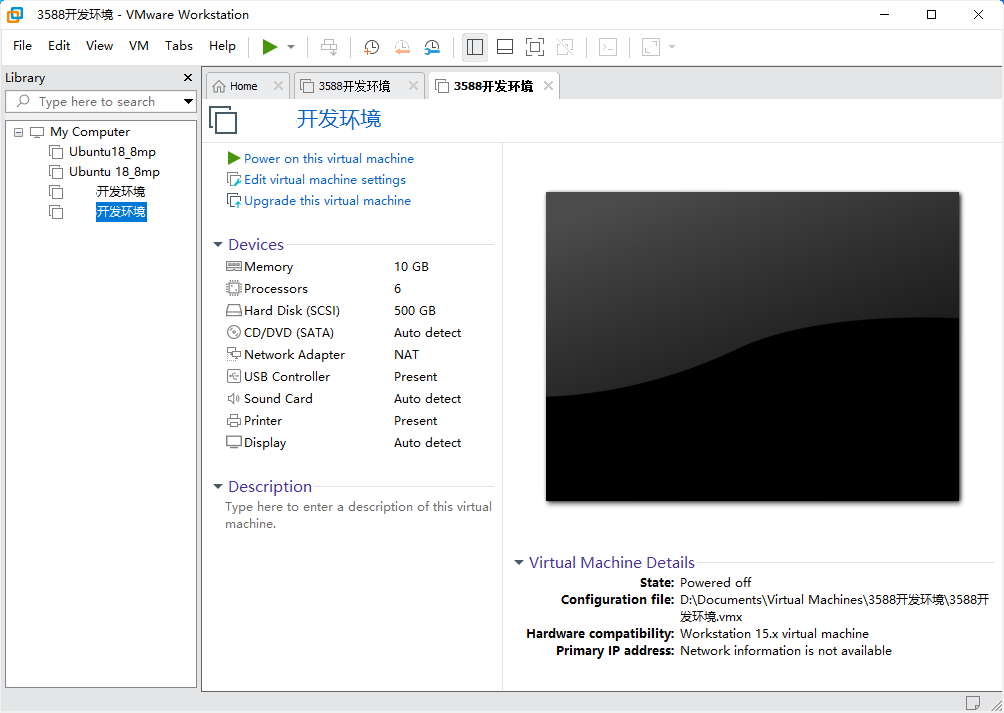 3588开发环境 - VMware Workstation
File Edit View VM Tabs Help
Library
Type here to search
My Computer
Ubuntu18_8mp
Ubuntu 18_8mp
开发环境
开发环境
Home 3588开发环境 3588开发环境
开发环境
Power on this virtual machine
Edit virtual machine settings
Upgrade this virtual machine
Devices
Memory 10 GB
Processors 6
Hard Disk (SCSI) 500 GB
CD/DVD (SATA) Auto detect
Network Adapter NAT
USB Controller Present
Sound Card Auto detect
Printer Present
Display Auto detect
Description
Type here to enter a description of this virtual
machine.
Virtual Machine Details
State: Powered off
Configuration file: D:\Documents\Virtual Machines\3588开发环境\3588开
发环境.vmx
Hardware compatibility: Workstation 15.x virtual machine
Primary IP address: Network information is not available